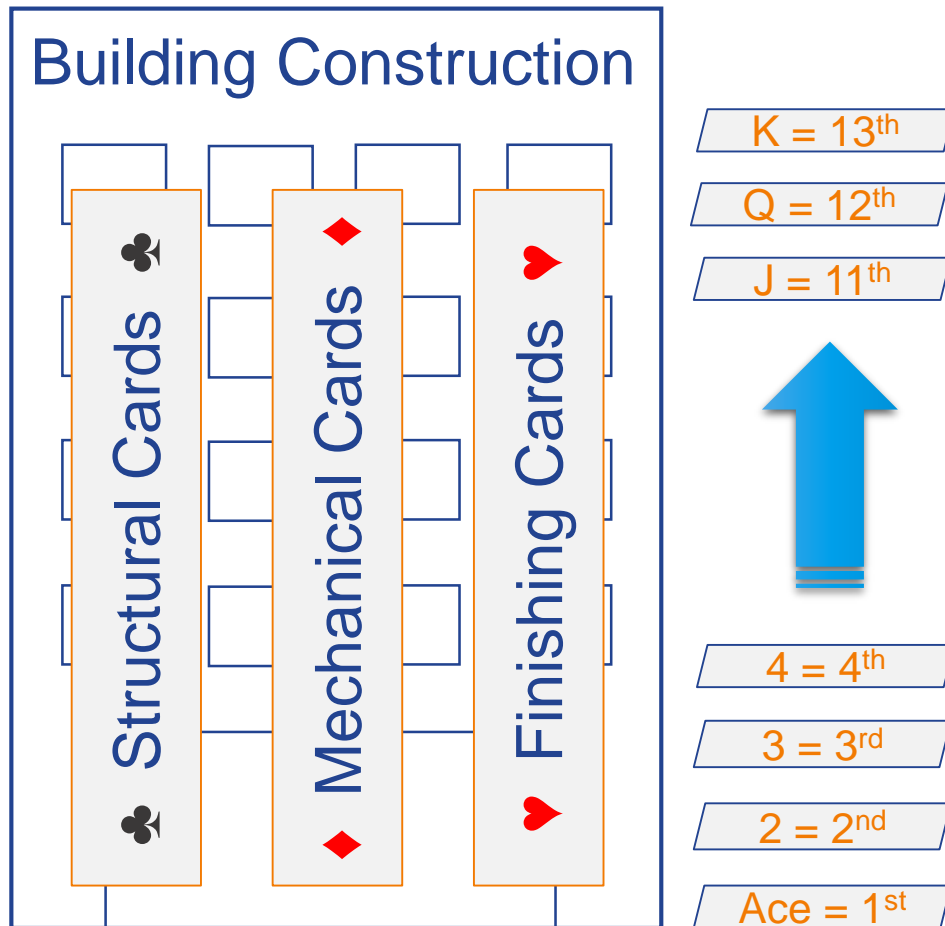 Building Construction
Structural Cards
Mechanical Cards
Finishing Cards
K = 13th
Q = 12th
J = 11th
4 = 4th
3 = 3rd
2 = 2nd
Ace = 1st